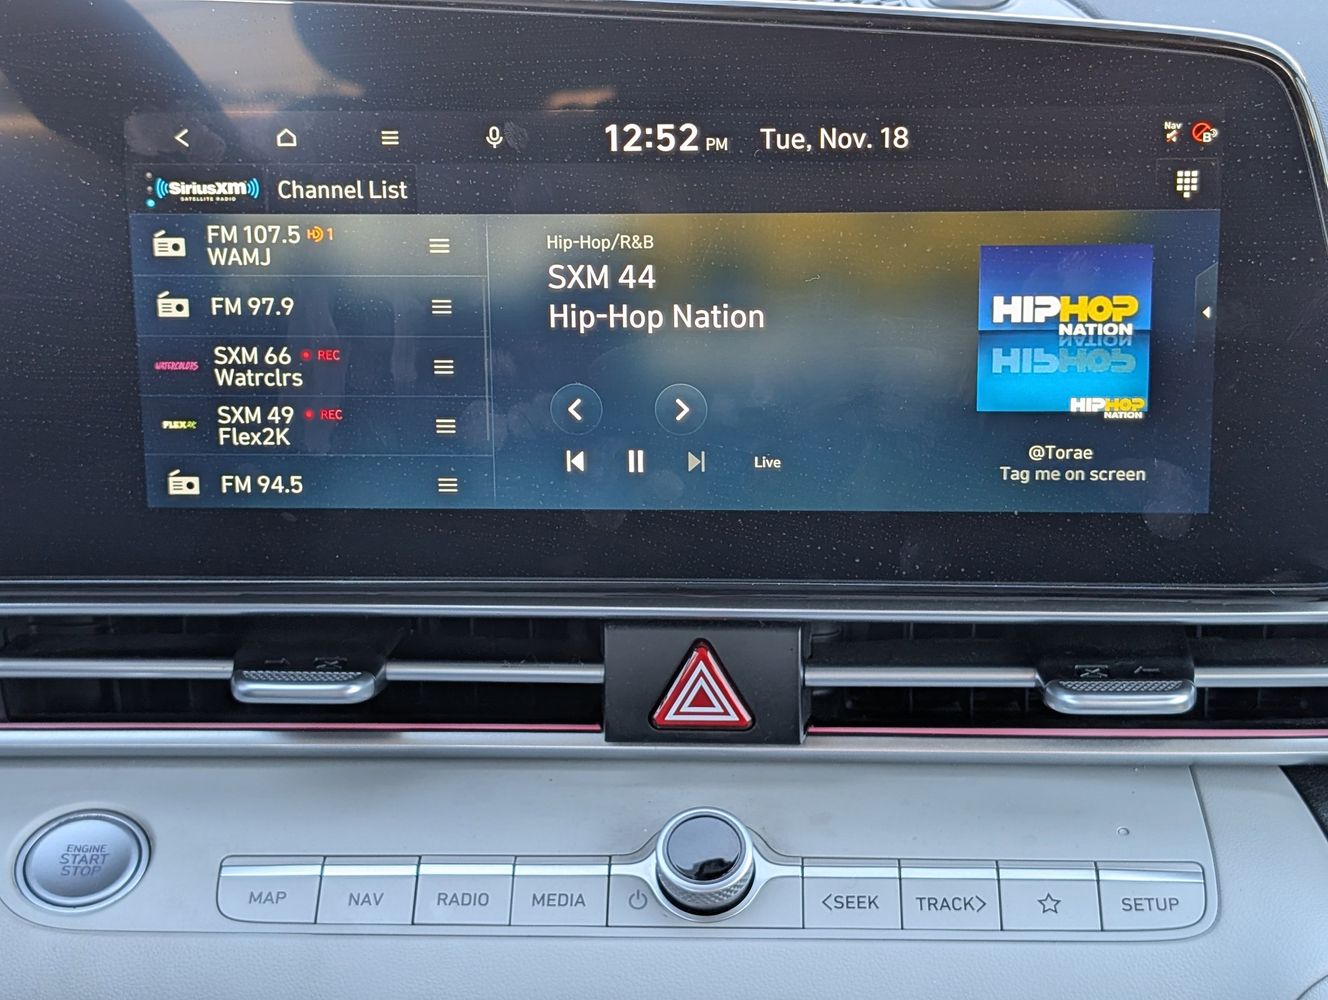 12:52 PM Tue, Nov. 18
Nav
B
((SiriusXM))
SATELLITE RADIO
Channel List
FM 107.5 HD 1
WAMJ
FM 97.9
WATERCOLORS
SXM 66 REC
Watrclrs
FLEX2K
SXM 49 REC
Flex2K
FM 94.5
Hip-Hop/R&B
SXM 44
Hip-Hop Nation
Live
HIPHOP
NATION
HIPHOP
NATION
@Torae
Tag me on screen
ENGINE
START
STOP
MAP
NAV
RADIO
MEDIA
<SEEK
TRACK>
SETUP